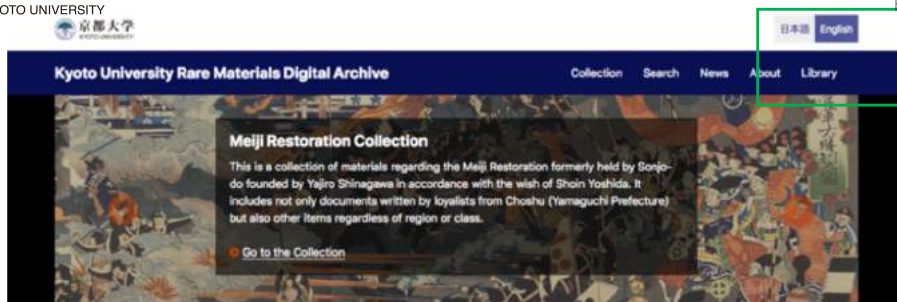 OTO UNIVERSITY
京都大学
KYOTO UNIVERSITY
日本語 English
Kyoto University Rare Materials Digital Archive
Collection Search News About Library
Meiji Restoration Collection
This is a collection of materials regarding the Meiji Restoration formerly held by Sonjo-
do founded by Yajiro Shinagawa in accordance with the wish of Shoin Yoshida. It
includes not only documents written by loyalists from Choshu (Yamaguchi Prefecture)
but also other items regardless of region or class.
Go to the Collection